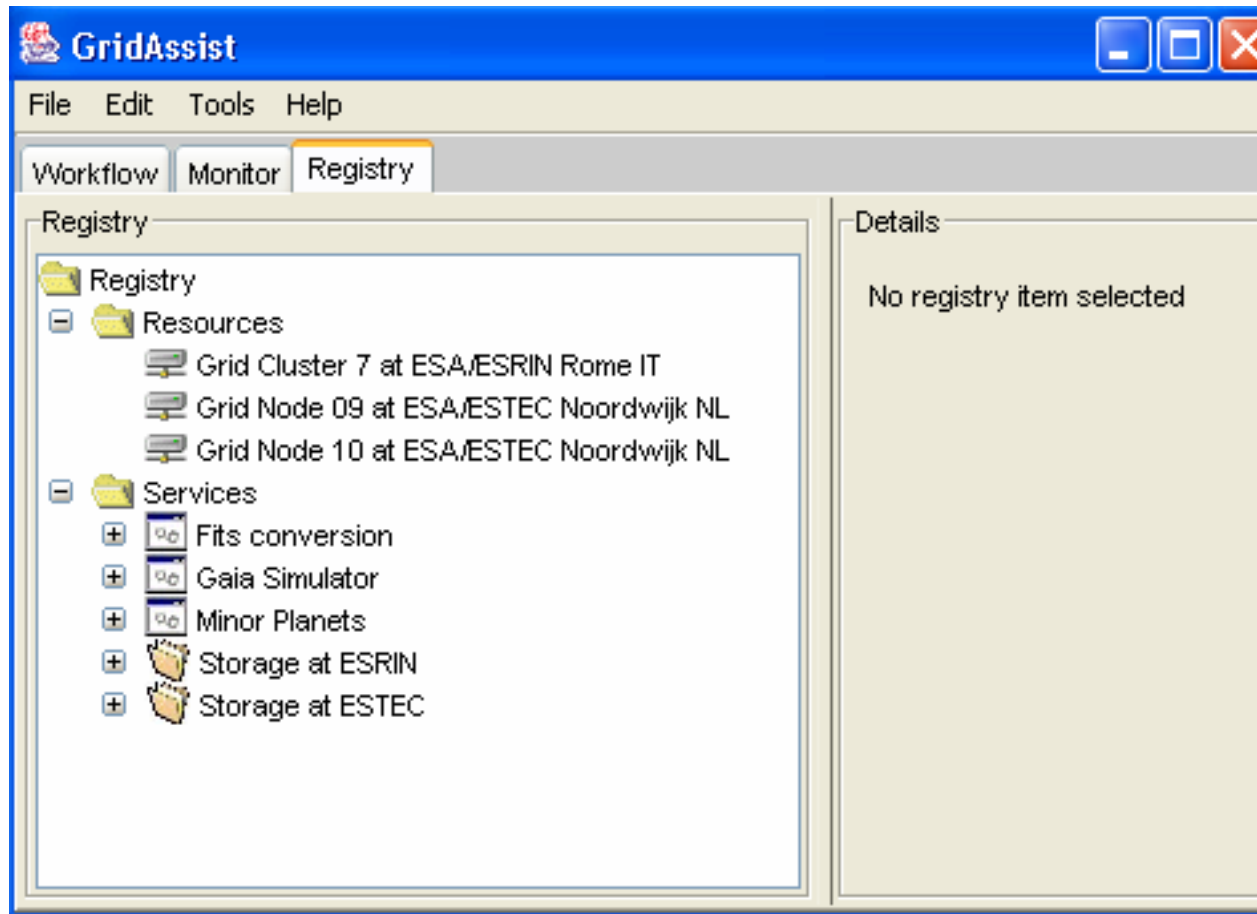 GridAssist
File Edit Tools Help
Workflow Monitor Registry
Registry
Registry
Resources
Grid Cluster 7 at ESA/ESRIN Rome IT
Grid Node 09 at ESA/ESTEC Noordwijk NL
Grid Node 10 at ESA/ESTEC Noordwijk NL
Services
Fits conversion
Gaia Simulator
Minor Planets
Storage at ESRIN
Storage at ESTEC
Details
No registry item selected